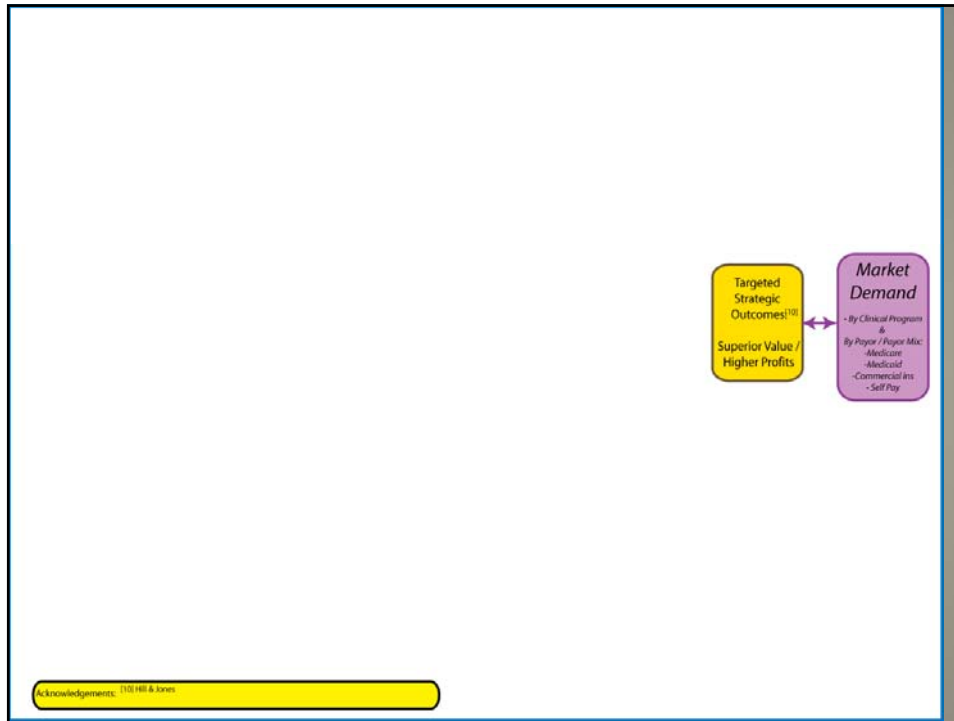 Targeted
Strategic
Outcomes[10]
Superior Value /
Higher Profits
Market
Demand
- By Clinical Program
&
By Payor / Payor Mix:
-Medicare
-Medicaid
-Commercial ins
- Self Pay
Acknowledgements: [10] Hill & Jones